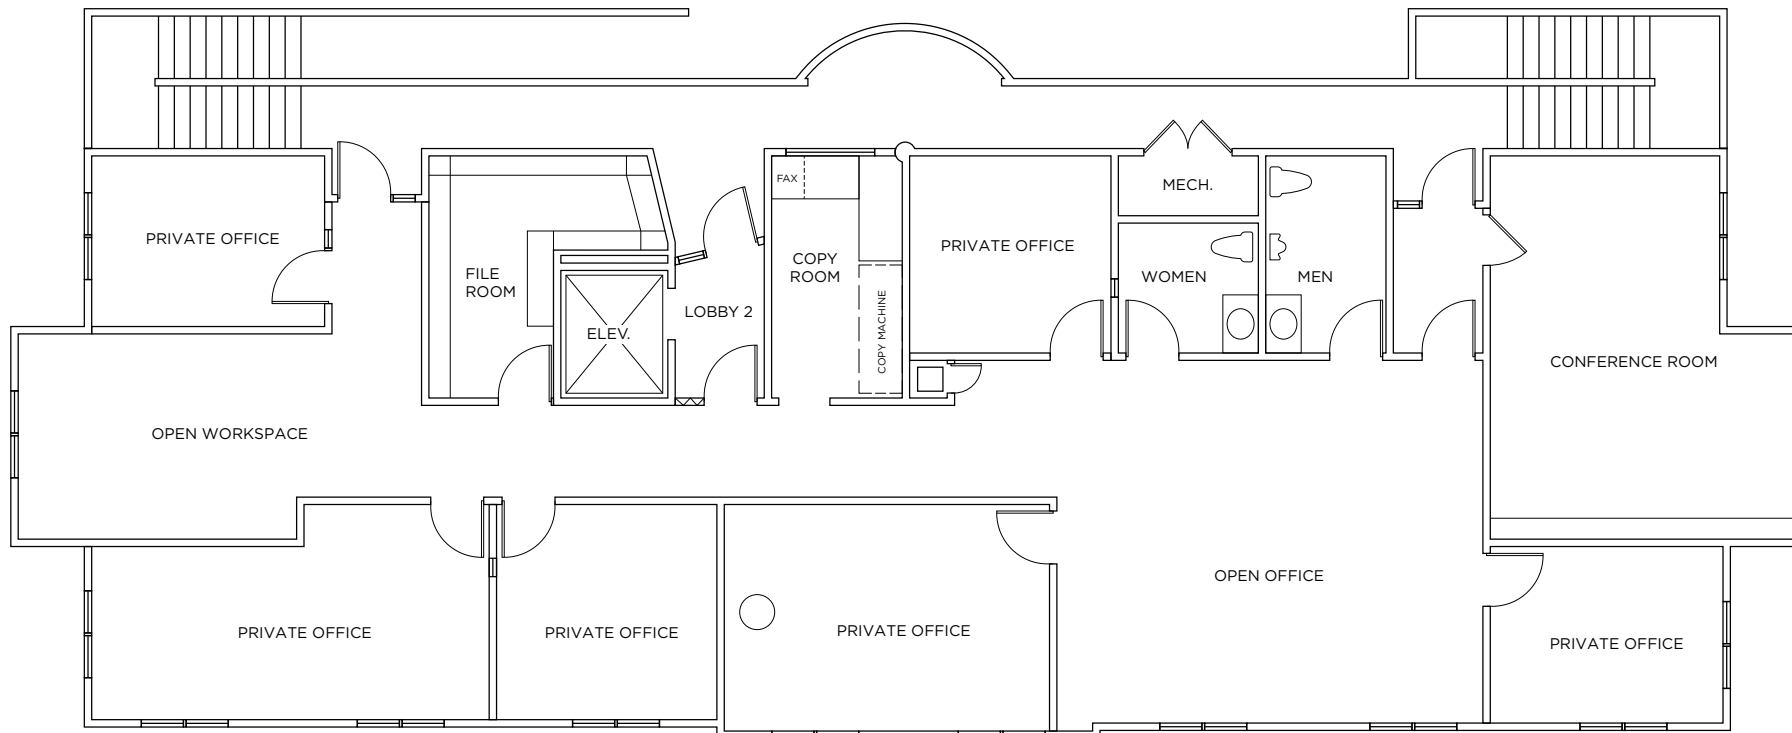 FAX
MECH.
PRIVATE OFFICE
PRIVATE OFFICE
COPY
ROOM
FILE
ROOM
WOMEN
MEN
LOBBY 2
ELEV.
COPY MACHINE
CONFERENCE ROOM
OPEN WORKSPACE
OPEN OFFICE
PRIVATE OFFICE
PRIVATE OFFICE
PRIVATE OFFICE
PRIVATE OFFICE